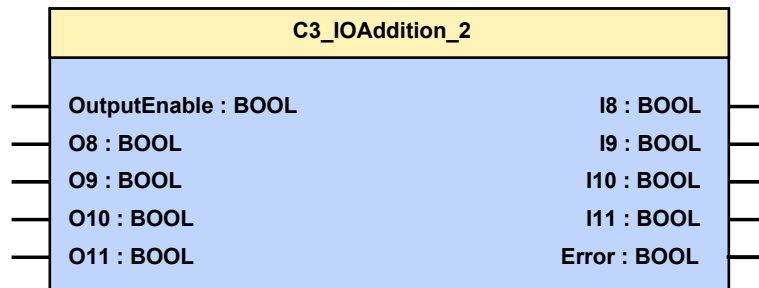 C3_IOAddition_2
OutputEnable : BOOL I8 : BOOL
O8 : BOOL I9 : BOOL
O9 : BOOL I10 : BOOL
O10 : BOOL I11 : BOOL
O11 : BOOL Error : BOOL